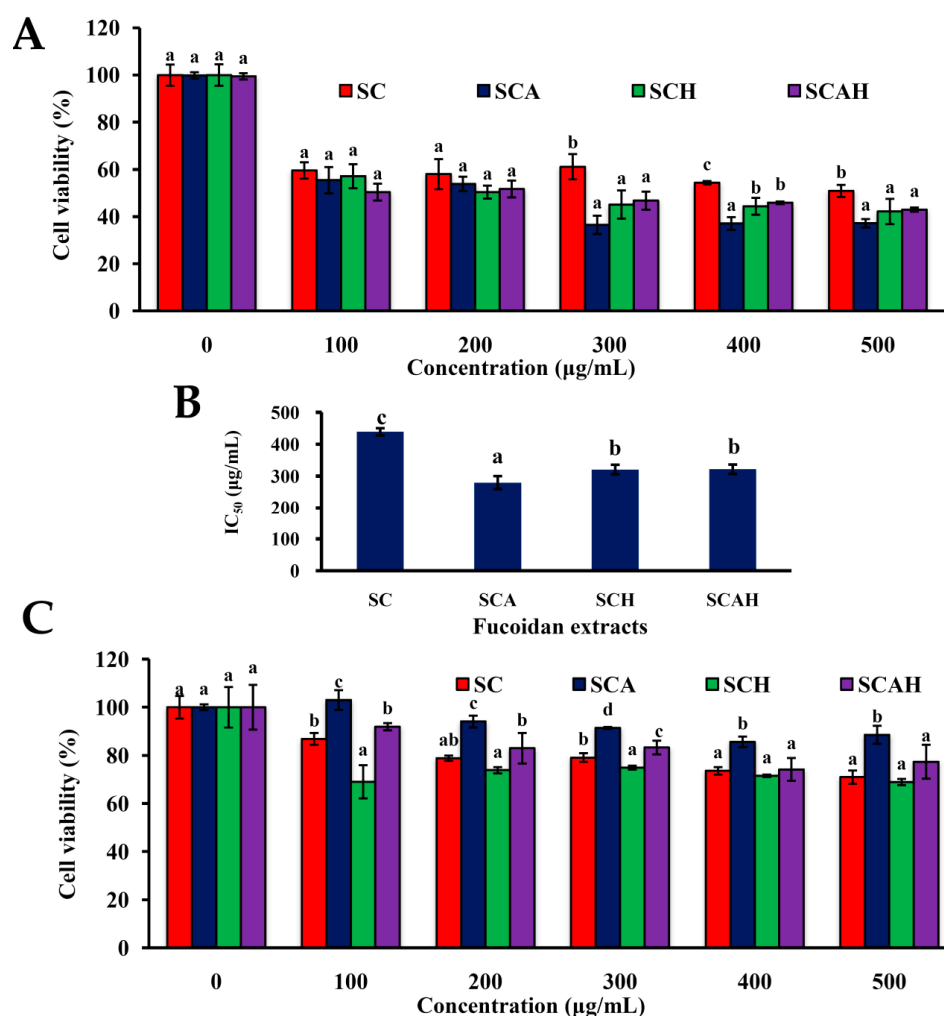 A
120
100
80
60
40
20
0
Cell viability (%)
a a a a
SC SCA SCH SCAH
a a a a
a a a a
b a a a
c a b b
b a a a
0 100 200 300 400 500
Concentration (µg/mL)
B
500
400
300
200
100
0
IC₅₀ (µg/mL)
c a b b
SC SCA SCH SCAH
Fucoidan extracts
C
120
100
80
60
40
20
0
Cell viability (%)
a a a a
SC SCA SCH SCAH
b c a b
ab c a b
b d a c
a b a a
a b a a
0 100 200 300 400 500
Concentration (µg/mL)